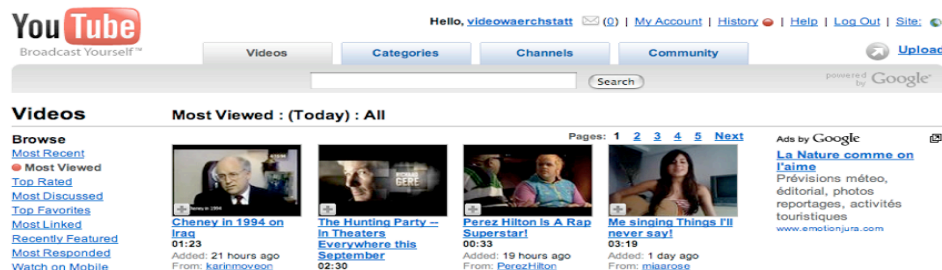 You Tube
Broadcast Yourself™
Hello, videowaerchstatt (0) | My Account | History | Help | Log Out | Site:
Videos
Categories
Channels
Community
Upload
Search
powered by Google
Videos
Most Viewed : (Today) : All
Browse
Most Recent
Most Viewed
Top Rated
Most Discussed
Top Favorites
Most Linked
Recently Featured
Most Responded
Watch on Mobile
Pages: 1 2 3 4 5 Next
Cheney in 1994 on
Iraq
01:23
Added: 21 hours ago
From: karinmoveon
RICHARD
GERE
The Hunting Party --
In Theaters
Everywhere this
September
02:30
Perez Hilton Is A Rap
Superstar!
00:33
Added: 19 hours ago
From: PerezHilton
Me singing Things I'll
never say!
03:19
Added: 1 day ago
From: miaarose
Ads by Google
La Nature comme on
l'aime
Prévisions méteo,
éditorial, photos
reportages, activités
touristiques
www.emotionjura.com